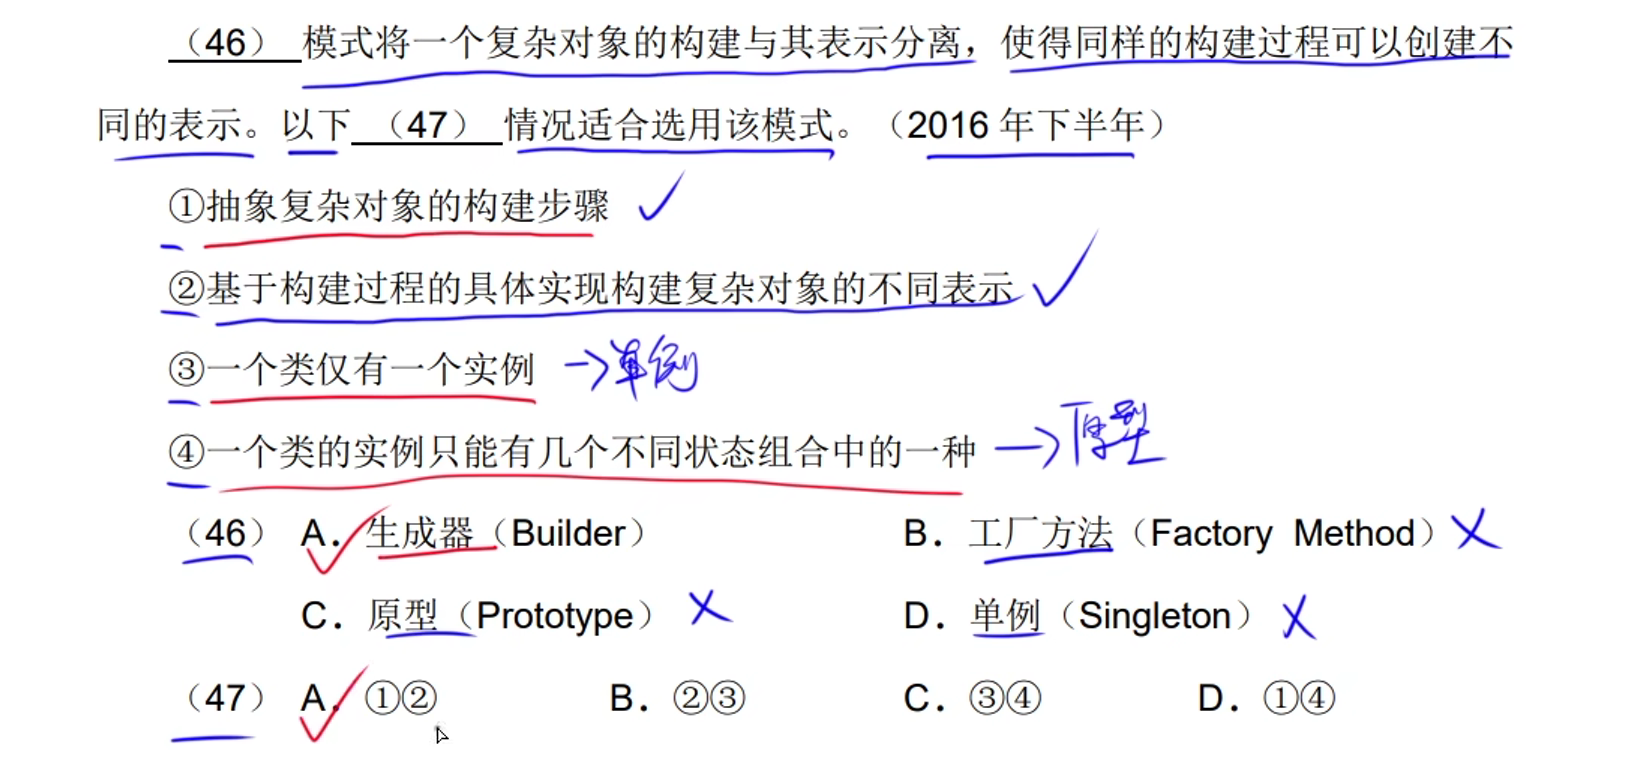 （46）模式将一个复杂对象的构建与其表示分离，使得同样的构建过程可以创建不
同的表示。以下（47）情况适合选用该模式。（2016 年下半年）
①抽象复杂对象的构建步骤
②基于构建过程的具体实现构建复杂对象的不同表示
③一个类仅有一个实例 →单例
④一个类的实例只能有几个不同状态组合中的一种 →原型
（46） A．生成器（Builder） B．工厂方法（Factory Method）
C．原型（Prototype） D．单例（Singleton）
（47） A．①② B．②③ C．③④ D．①④